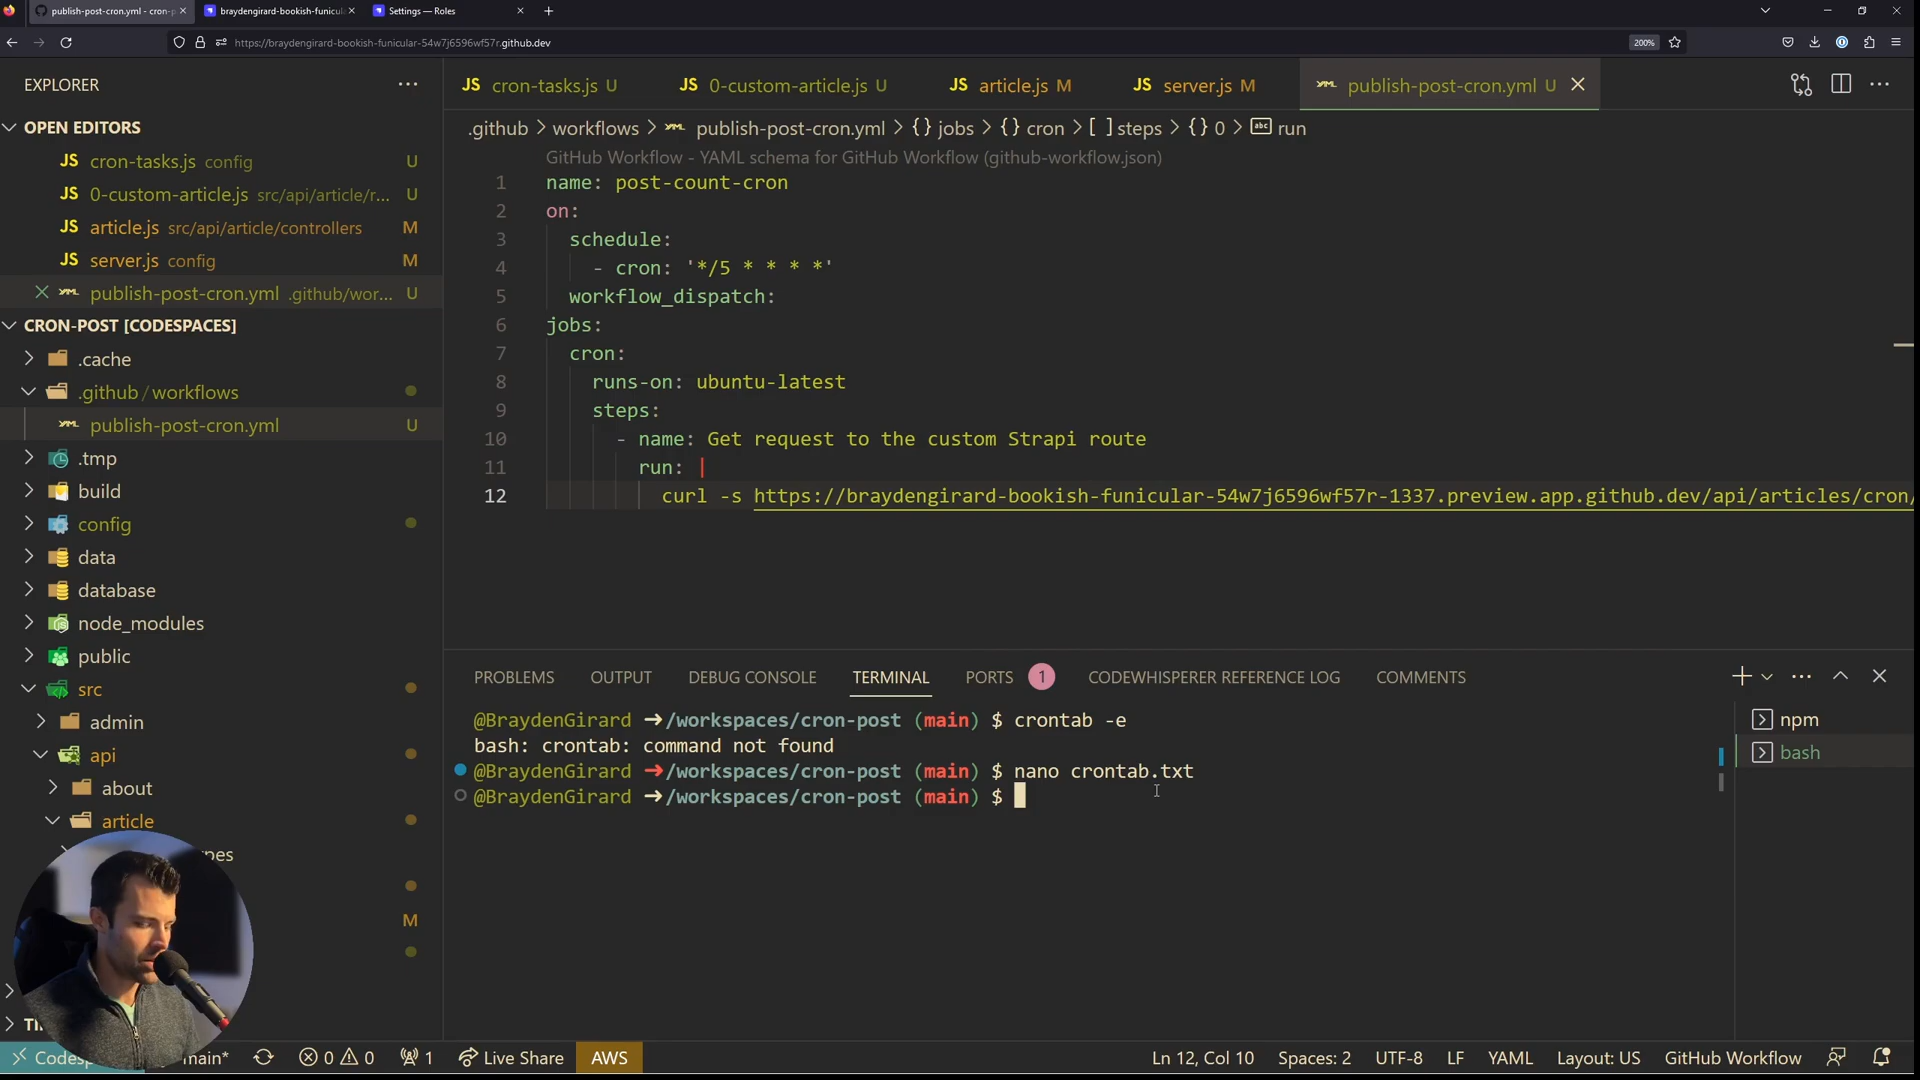 publish-post-cron.yml - cron-p
braydengirard-bookish-funicula
Settings — Roles
https://braydengirard-bookish-funicular-54w7j6596wf57r.github.dev
200%
EXPLORER
OPEN EDITORS
JS cron-tasks.js config U
JS 0-custom-article.js src/api/article/r... U
JS article.js src/api/article/controllers M
JS server.js config M
publish-post-cron.yml .github/wor... U
CRON-POST [CODESPACES]
.cache
.github / workflows
publish-post-cron.yml U
.tmp
build
config
data
database
node_modules
public
src
admin
api
about
article
ypes
M
JS cron-tasks.js U
JS 0-custom-article.js U
JS article.js M
JS server.js M
publish-post-cron.yml U
.github > workflows > publish-post-cron.yml > {} jobs > {} cron > [ ] steps > {} 0 > abc run
GitHub Workflow - YAML schema for GitHub Workflow (github-workflow.json)
1 name: post-count-cron
2 on:
3 schedule:
4 - cron: '*/5 * * * *'
5 workflow_dispatch:
6 jobs:
7 cron:
8 runs-on: ubuntu-latest
9 steps:
10 - name: Get request to the custom Strapi route
11 run: |
12 curl -s https://braydengirard-bookish-funicular-54w7j6596wf57r-1337.preview.app.github.dev/api/articles/cron/
PROBLEMS OUTPUT DEBUG CONSOLE TERMINAL PORTS 1 CODEWHISPERER REFERENCE LOG COMMENTS
@BraydenGirard ➜/workspaces/cron-post (main) $ crontab -e
bash: crontab: command not found
@BraydenGirard ➜/workspaces/cron-post (main) $ nano crontab.txt
@BraydenGirard ➜/workspaces/cron-post (main) $
npm
bash
Codesp
main*
0 0 1 Live Share AWS
Ln 12, Col 10 Spaces: 2 UTF-8 LF YAML Layout: US GitHub Workflow